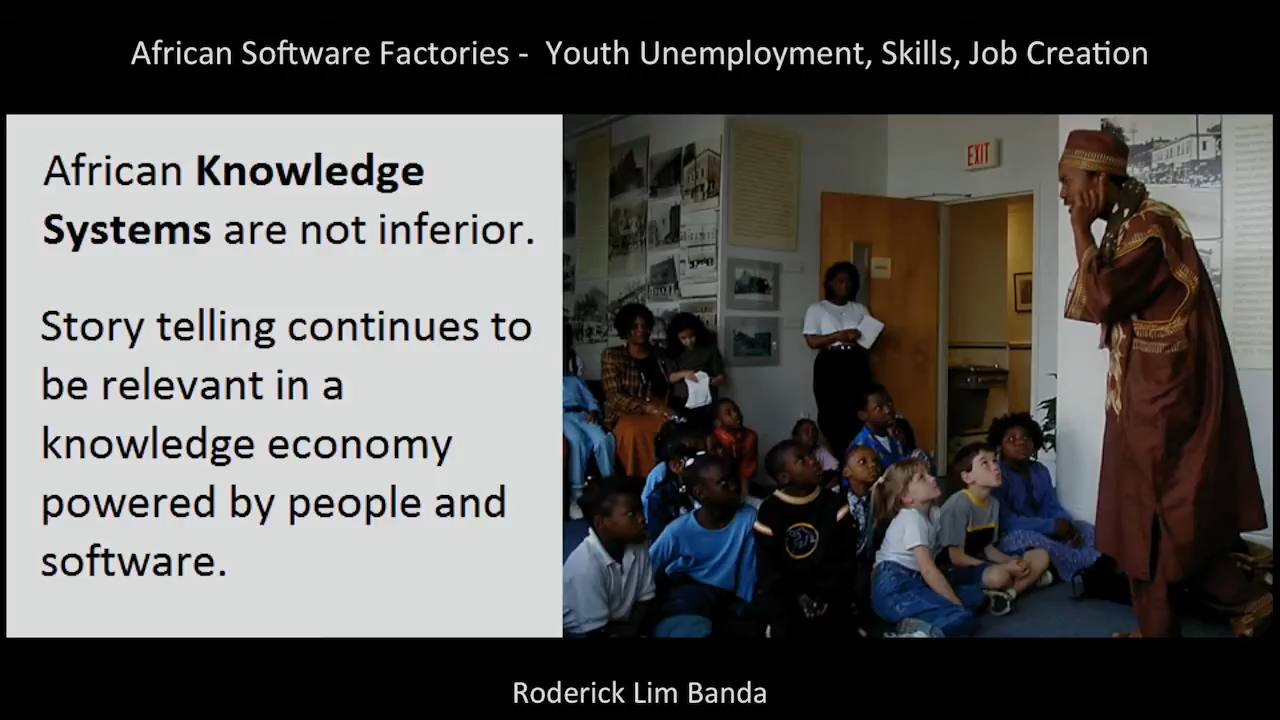 African Software Factories - Youth Unemployment, Skills, Job Creation
African Knowledge
Systems are not inferior.
Story telling continues to
be relevant in a
knowledge economy
powered by people and
software.
EXIT
Roderick Lim Banda